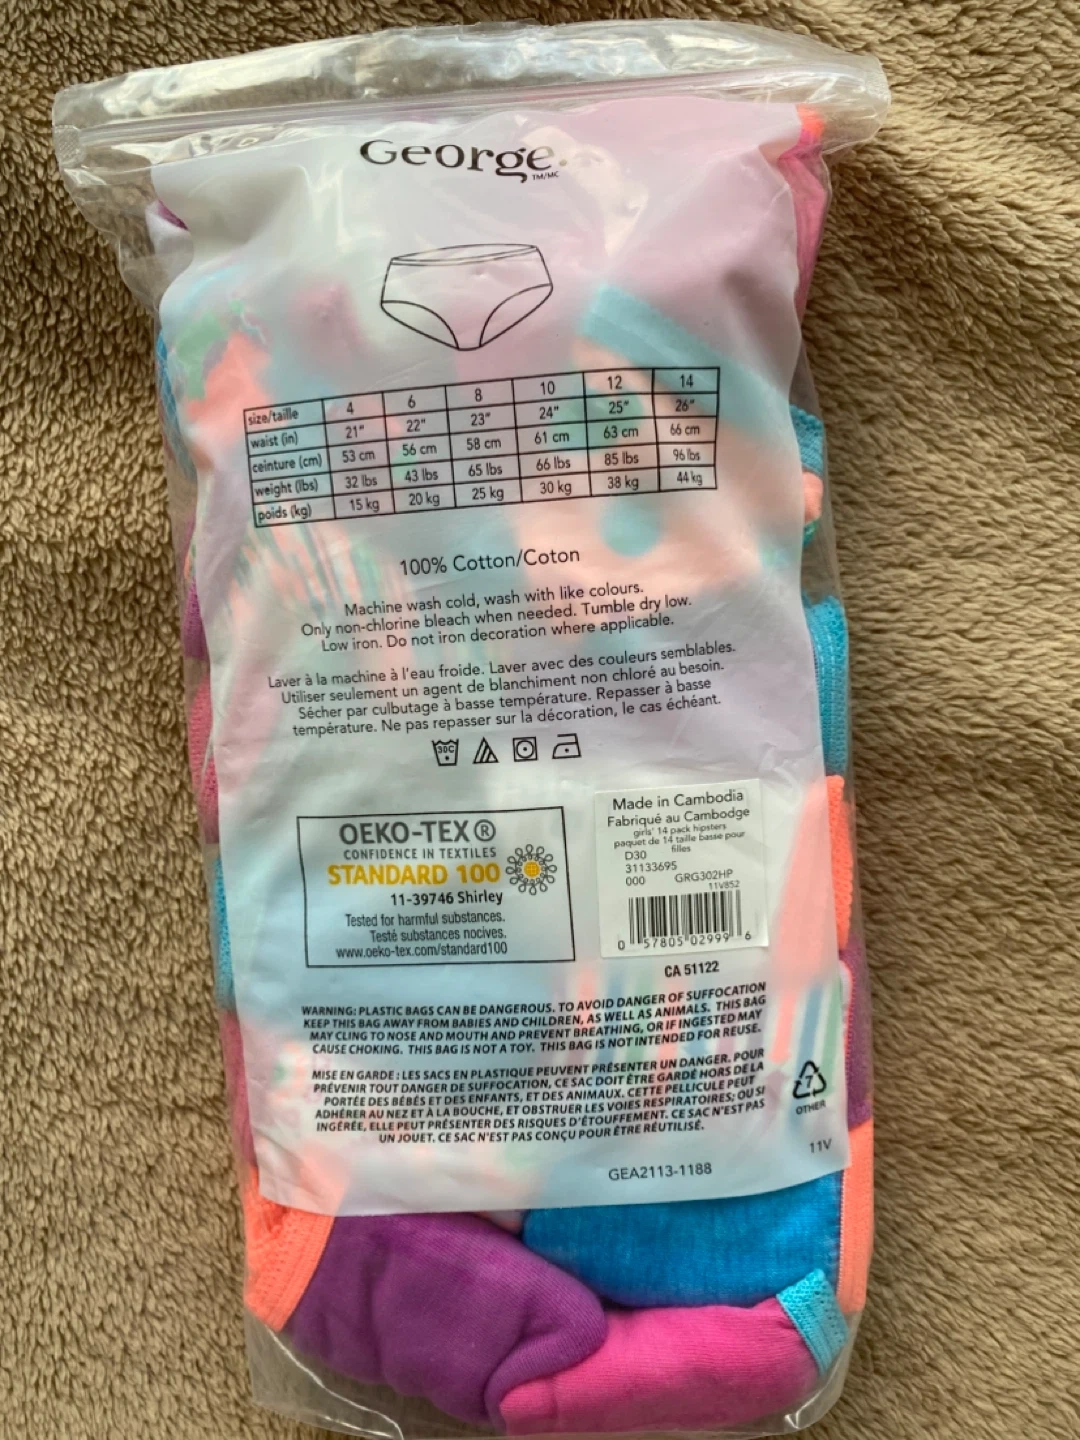 George.
TM/MC
size/taille 4 6 8 10 12 14
waist (in) 21" 22" 23" 24" 25" 26"
ceinture (cm) 53 cm 56 cm 58 cm 61 cm 63 cm 66 cm
weight (lbs) 32 lbs 43 lbs 65 lbs 66 lbs 85 lbs 96 lbs
poids (kg) 15 kg 20 kg 25 kg 30 kg 38 kg 44 kg
100% Cotton/Coton
Machine wash cold, wash with like colours.
Only non-chlorine bleach when needed. Tumble dry low.
Low iron. Do not iron decoration where applicable.
Laver à la machine à l'eau froide. Laver avec des couleurs semblables.
Utiliser seulement un agent de blanchiment non chloré au besoin.
Sécher par culbutage à basse température. Repasser à basse
température. Ne pas repasser sur la décoration, le cas échéant.
30C
OEKO-TEX®
CONFIDENCE IN TEXTILES
STANDARD 100
11-39746 Shirley
Tested for harmful substances.
Testé substances nocives.
www.oeko-tex.com/standard100
Made in Cambodia
Fabriqué au Cambodge
girls' 14 pack hipsters
paquet de 14 taille basse pour
filles
D30
31133695
000 GRG302HP
11V852
0 57805 02999 6
CA 51122
WARNING: PLASTIC BAGS CAN BE DANGEROUS. TO AVOID DANGER OF SUFFOCATION
KEEP THIS BAG AWAY FROM BABIES AND CHILDREN, AS WELL AS ANIMALS. THIS BAG
MAY CLING TO NOSE AND MOUTH AND PREVENT BREATHING, OR IF INGESTED MAY
CAUSE CHOKING. THIS BAG IS NOT A TOY. THIS BAG IS NOT INTENDED FOR REUSE.
MISE EN GARDE : LES SACS EN PLASTIQUE PEUVENT PRÉSENTER UN DANGER. POUR
PRÉVENIR TOUT DANGER DE SUFFOCATION, CE SAC DOIT ÊTRE GARDÉ HORS DE LA
PORTÉE DES BÉBÉS ET DES ENFANTS, ET DES ANIMAUX. CETTE PELLICULE PEUT
ADHÉRER AU NEZ ET À LA BOUCHE, ET OBSTRUER LES VOIES RESPIRATOIRES; OU SI
INGÉRÉE, ELLE PEUT PRÉSENTER DES RISQUES D'ÉTOUFFEMENT. CE SAC N'EST PAS
UN JOUET. CE SAC N'EST PAS CONÇU POUR ÊTRE RÉUTILISÉ.
7
OTHER
11V
GEA2113-1188